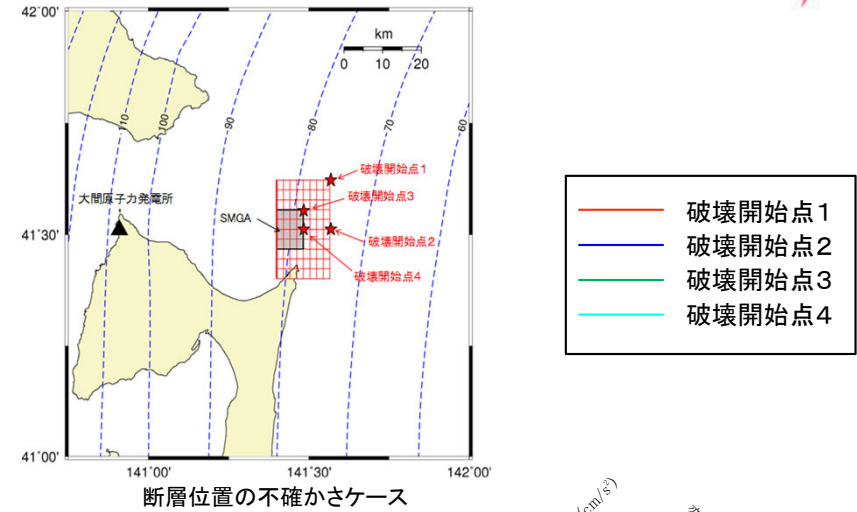 42°00'
km
0 10 20
110
100
90
80
70
60
破壊開始点1
大間原子力発電所
破壊開始点3
SMGA
41°30'
破壊開始点2
破壊開始点4
41°00'
141°00'
141°30'
142°00'
断層位置の不確かさケース
破壊開始点1
破壊開始点2
破壊開始点3
破壊開始点4
(cm/s²)